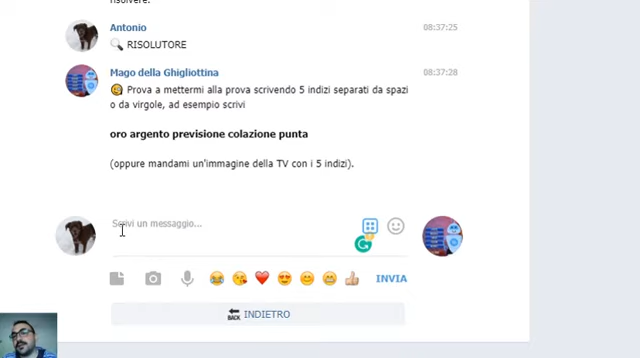 risolvere.
Antonio
08:37:25
RISOLUTORE
Mago della Ghigliottina
08:37:28
Prova a mettermi alla prova scrivendo 5 indizi separati da spazi
o da virgole, ad esempio scrivi
oro argento previsione colazione punta
(oppure mandami un'immagine della TV con i 5 indizi).
Scrivi un messaggio...
INVIA
BACK INDIETRO